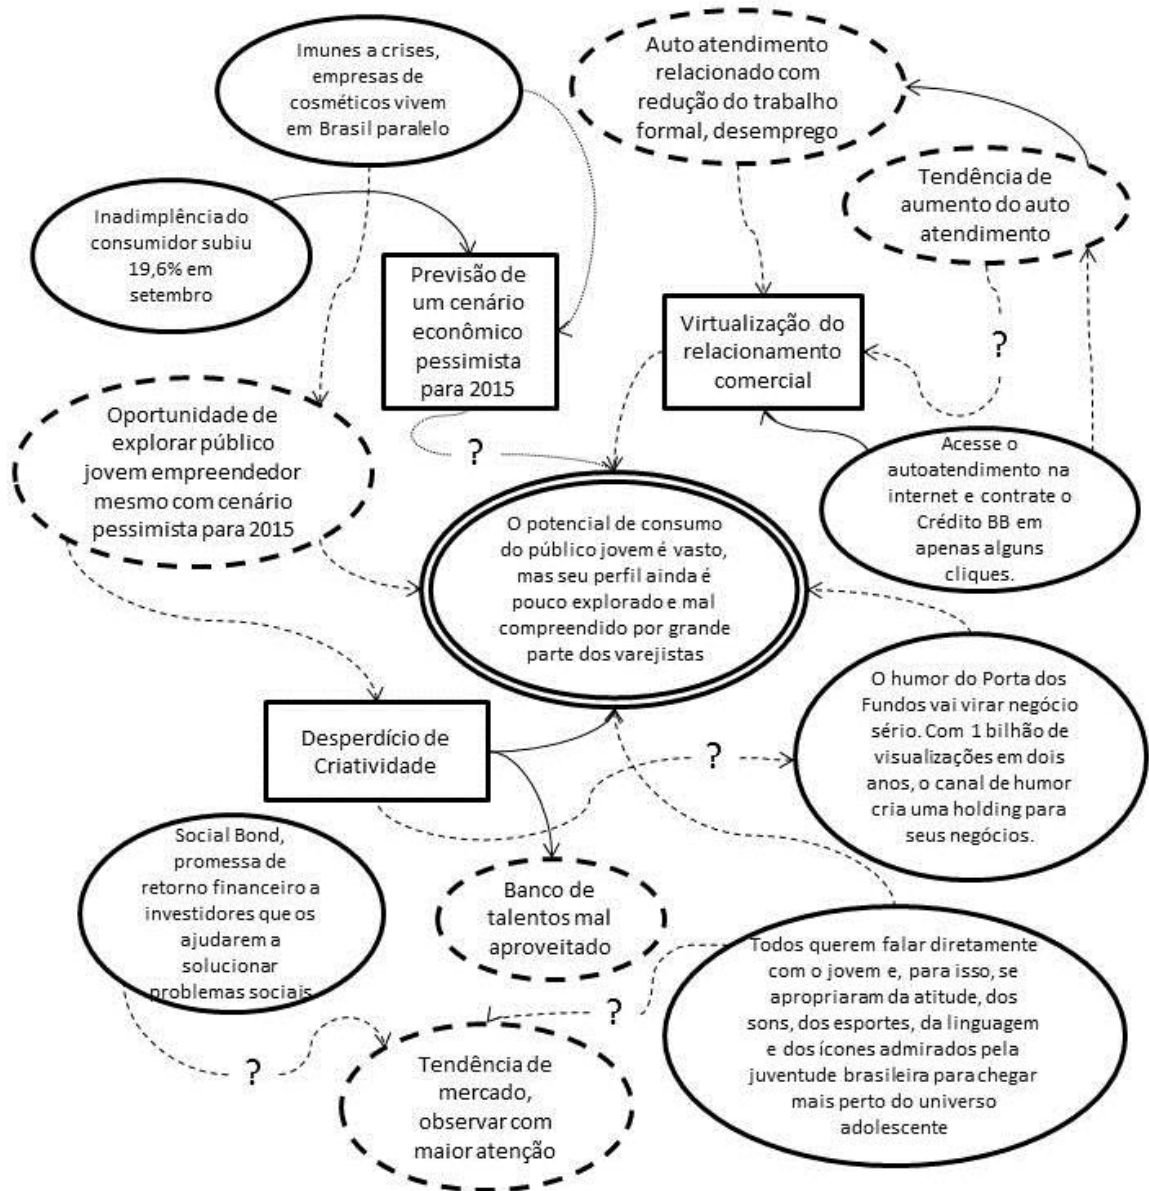 Imunes a crises,
empresas de
cosméticos vivem
em Brasil paralelo
Auto atendimento
relacionado com
redução do trabalho
formal, desemprego
Tendência de
aumento do auto
atendimento
Inadimplência do
consumidor subiu
19,6% em
setembro
Previsão de
um cenário
econômico
pessimista
para 2015
Virtualização do
relacionamento
comercial
?
Oportunidade de
explorar público
jovem empreendedor
mesmo com cenário
pessimista para 2015
?
Acesse o
autoatendimento na
internet e contrate o
Crédito BB em
apenas alguns
cliques.
O potencial de consumo
do público jovem é vasto,
mas seu perfil ainda é
pouco explorado e mal
compreendido por grande
parte dos varejistas
O humor do Porta dos
Fundos vai virar negócio
sério. Com 1 bilhão de
visualizações em dois
anos, o canal de humor
cria uma holding para
seus negócios.
Desperdício de
Criatividade
?
Social Bond,
promessa de
retorno financeiro a
investidores que os
ajudarem a
solucionar
problemas sociais
Banco de
talentos mal
aproveitado
Todos querem falar diretamente
com o jovem e, para isso, se
apropriaram da atitude, dos
sons, dos esportes, da linguagem
e dos ícones admirados pela
juventude brasileira para chegar
mais perto do universo
adolescente
?
?
Tendência de
mercado,
observar com
maior atenção